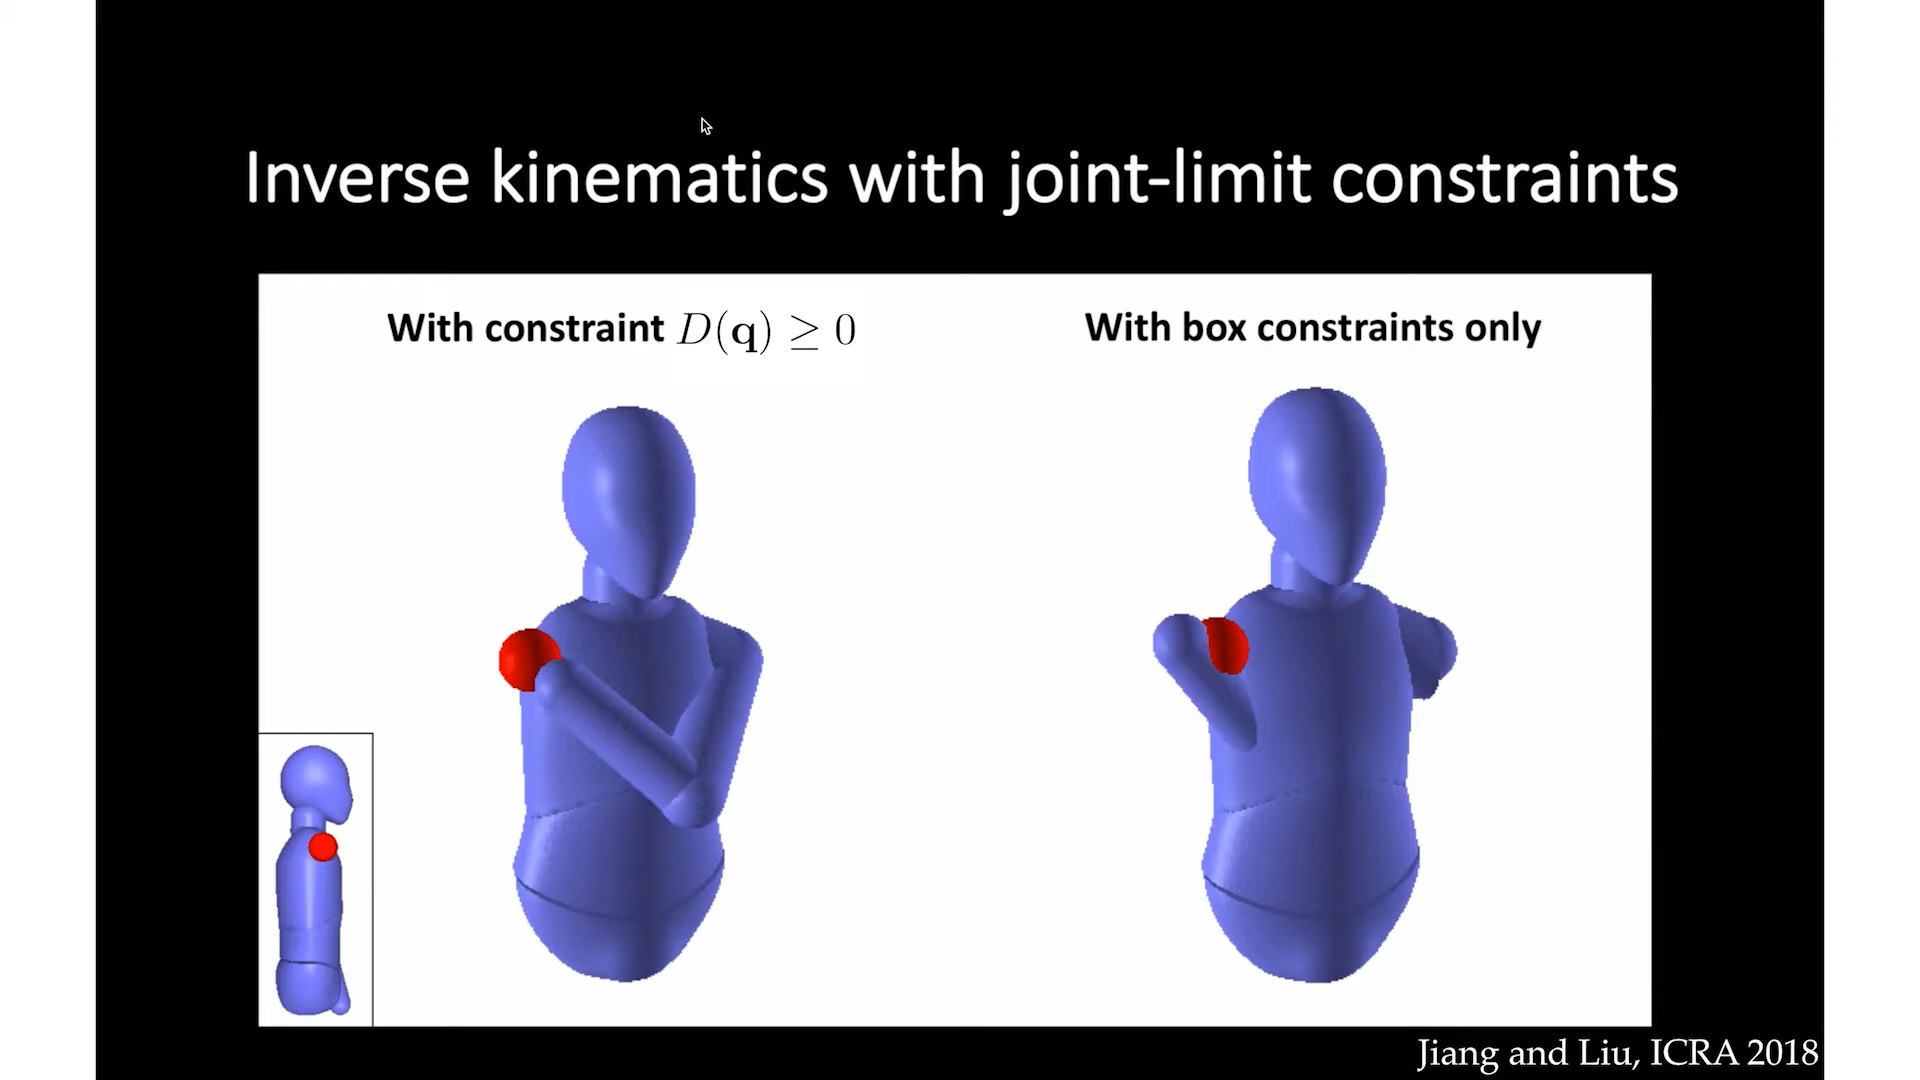 Inverse kinematics with joint-limit constraints
With constraint D(q) ≥ 0
With box constraints only
Jiang and Liu, ICRA 2018